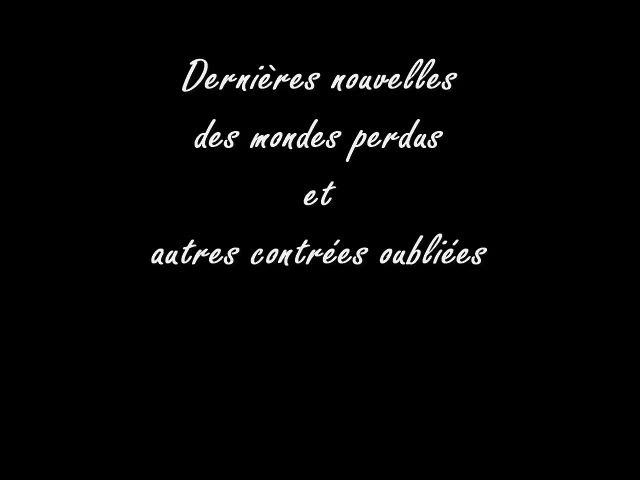 Dernières nouvelles
des mondes perdus
et
autres contrées oubliées